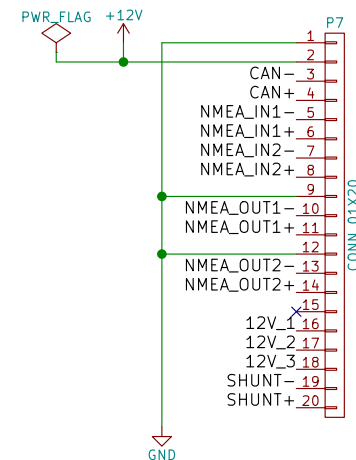 PWR_FLAG +12V
P7
1
2
CAN- 3
CAN+ 4
NMEA_IN1- 5
NMEA_IN1+ 6
NMEA_IN2- 7
NMEA_IN2+ 8
9
NMEA_OUT1- 10
NMEA_OUT1+ 11
12
NMEA_OUT2- 13
NMEA_OUT2+ 14
15
12V_1 16
12V_2 17
12V_3 18
SHUNT- 19
SHUNT+ 20
CONN_01X20
GND